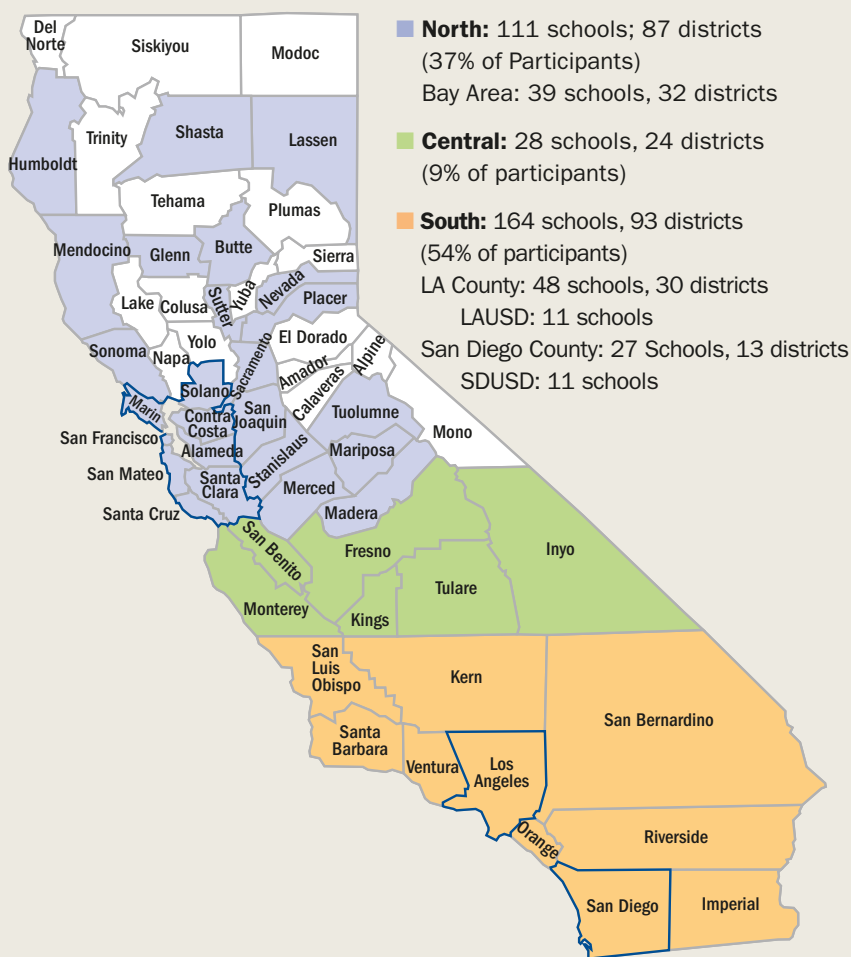 North: 111 schools; 87 districts
(37% of Participants)
Bay Area: 39 schools, 32 districts
Central: 28 schools, 24 districts
(9% of participants)
South: 164 schools, 93 districts
(54% of participants)
LA County: 48 schools, 30 districts
LAUSD: 11 schools
San Diego County: 27 Schools, 13 districts
SDUSD: 11 schools
Del
Norte
Siskiyou
Modoc
Humboldt
Trinity
Shasta
Lassen
Tehama
Plumas
Mendocino
Glenn
Butte
Sierra
Lake
Colusa
Sutter
Yuba
Nevada
Placer
Sonoma
Napa
Yolo
Sacramento
El Dorado
Alpine
Amador
Calaveras
Solano
Marin
Contra
Costa
San
Joaquin
Tuolumne
Mono
San Francisco
Alameda
Stanislaus
Mariposa
San Mateo
Santa
Clara
Merced
Santa Cruz
Madera
San Benito
Fresno
Inyo
Monterey
Kings
Tulare
San
Luis
Obispo
Kern
San Bernardino
Santa
Barbara
Ventura
Los
Angeles
Orange
Riverside
San Diego
Imperial